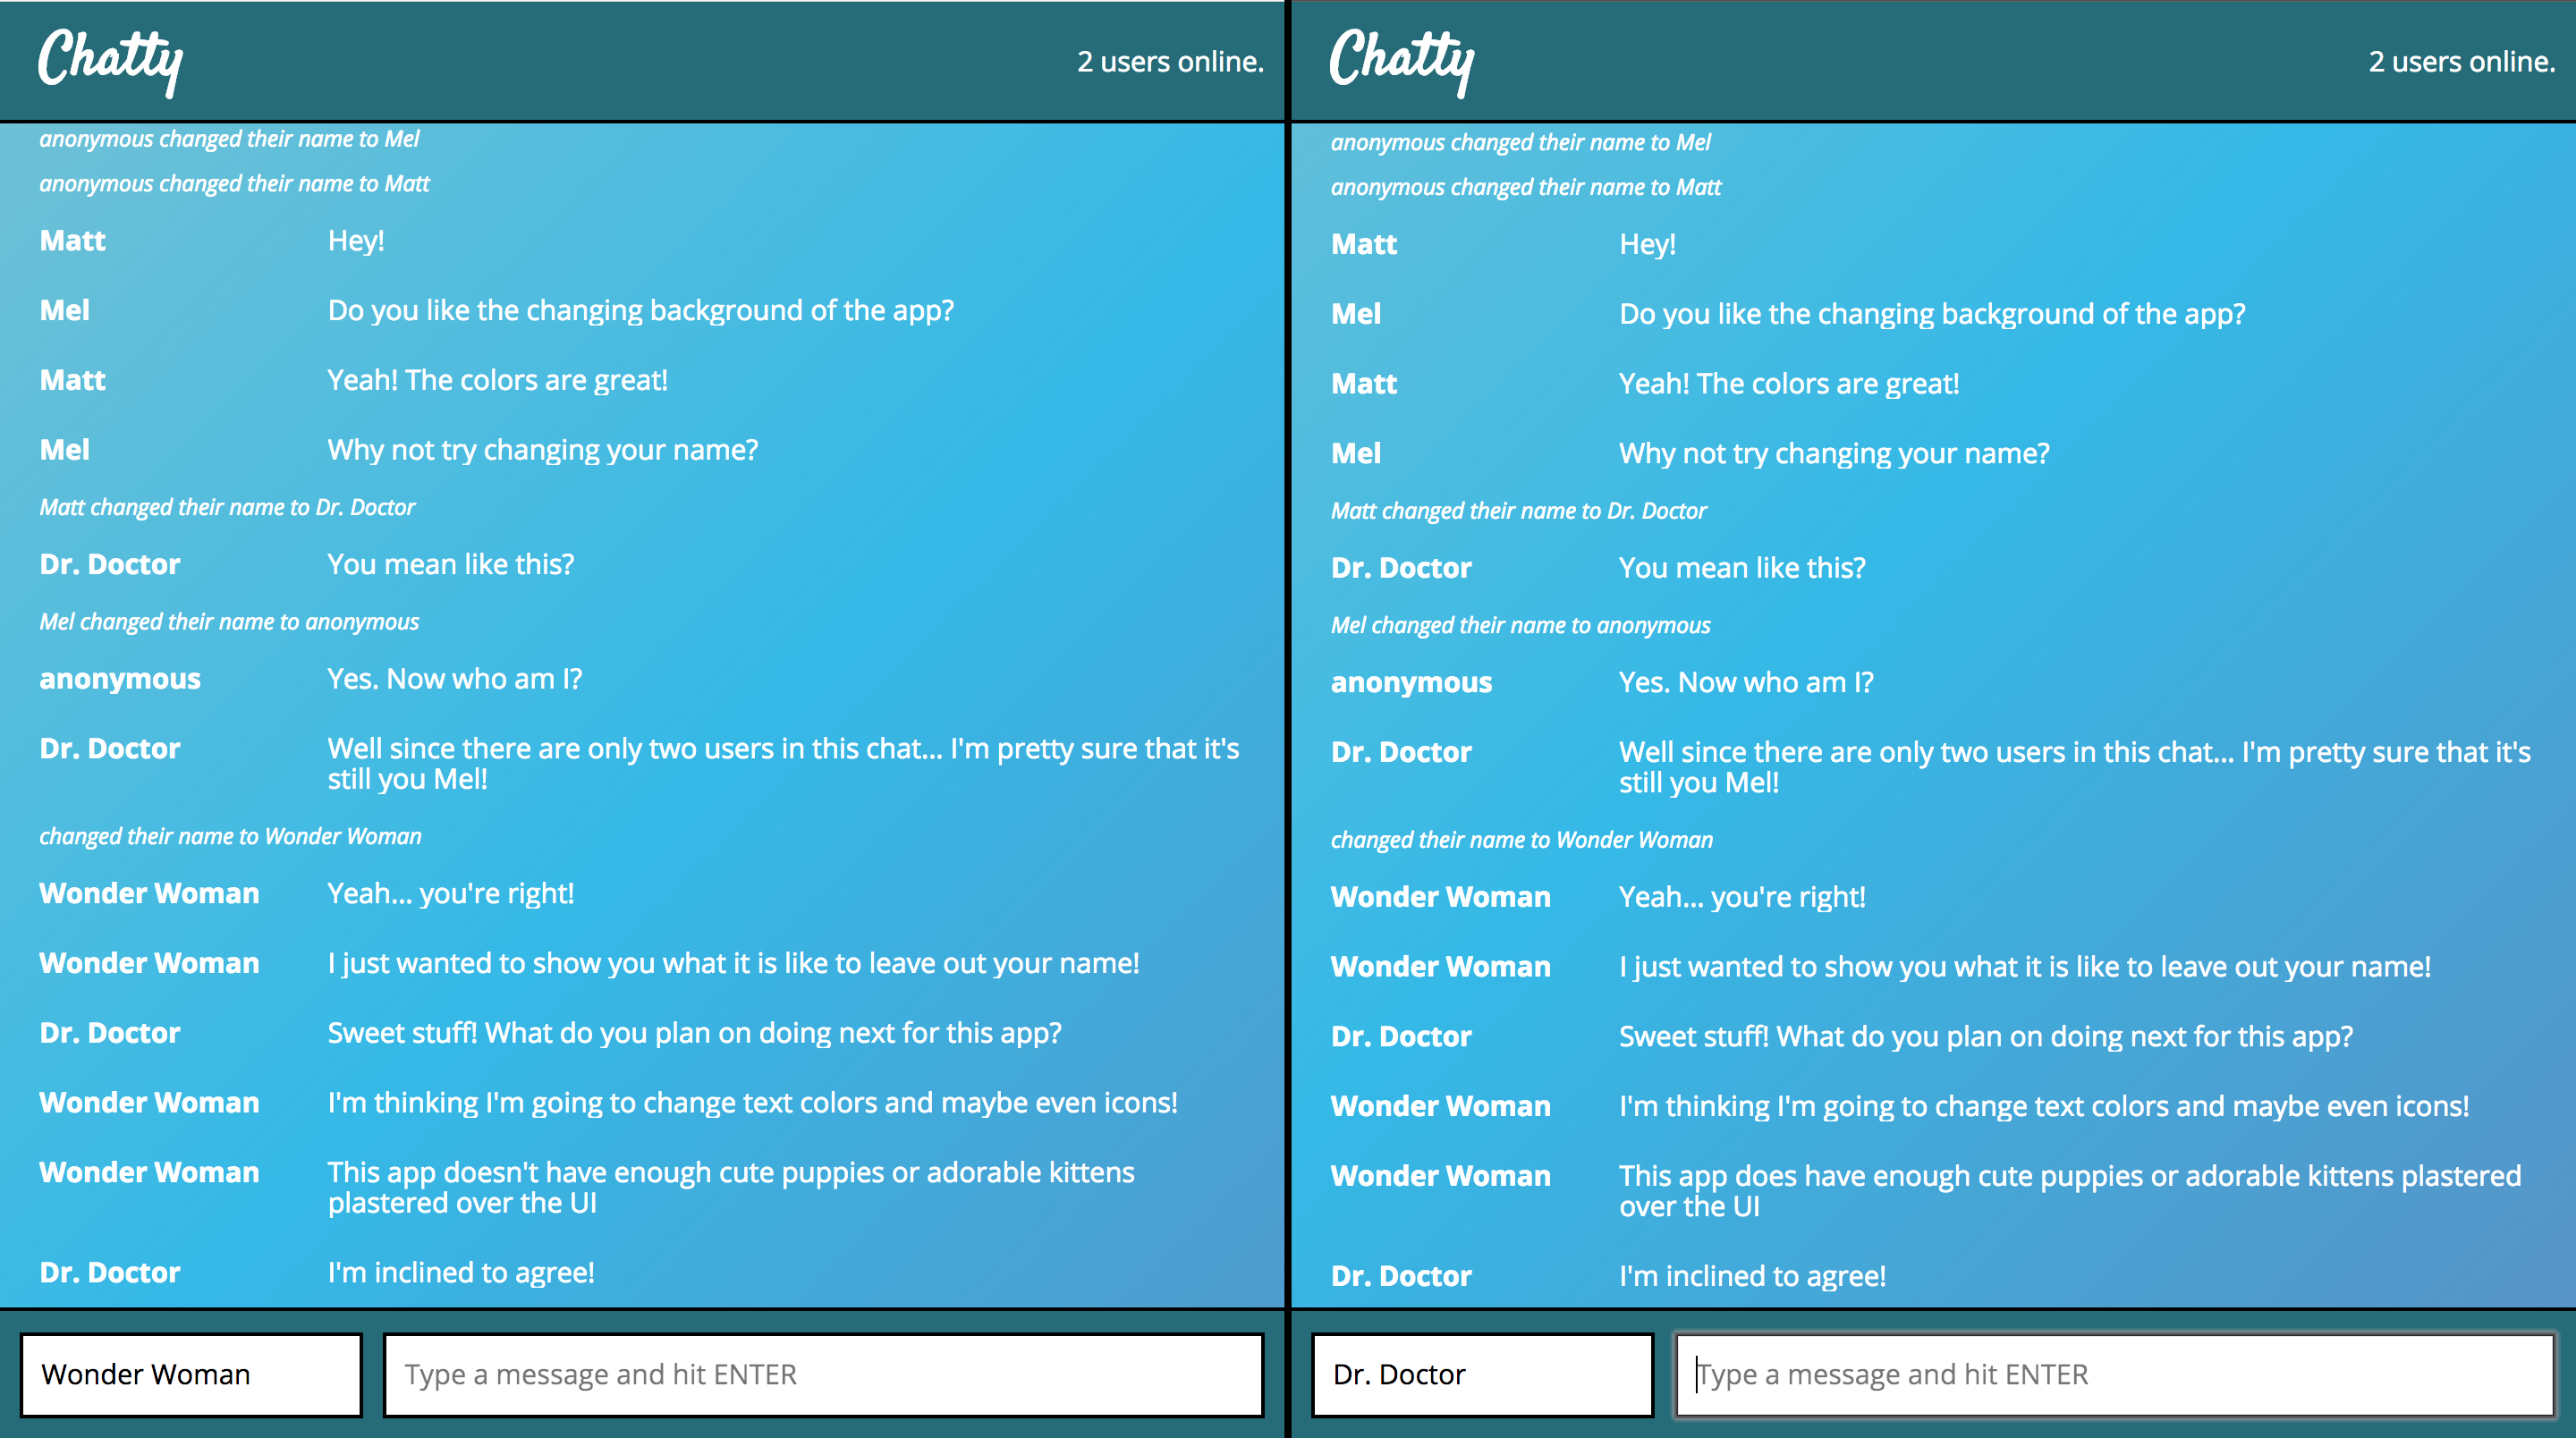 Chatty
2 users online.
anonymous changed their name to Mel
anonymous changed their name to Matt
Matt Hey!
Mel Do you like the changing background of the app?
Matt Yeah! The colors are great!
Mel Why not try changing your name?
Matt changed their name to Dr. Doctor
Dr. Doctor You mean like this?
Mel changed their name to anonymous
anonymous Yes. Now who am I?
Dr. Doctor Well since there are only two users in this chat... I'm pretty sure that it's
still you Mel!
changed their name to Wonder Woman
Wonder Woman Yeah... you're right!
Wonder Woman I just wanted to show you what it is like to leave out your name!
Dr. Doctor Sweet stuff! What do you plan on doing next for this app?
Wonder Woman I'm thinking I'm going to change text colors and maybe even icons!
Wonder Woman This app doesn't have enough cute puppies or adorable kittens
plastered over the UI
Dr. Doctor I'm inclined to agree!
Wonder Woman Type a message and hit ENTER
Chatty
2 users online.
anonymous changed their name to Mel
anonymous changed their name to Matt
Matt Hey!
Mel Do you like the changing background of the app?
Matt Yeah! The colors are great!
Mel Why not try changing your name?
Matt changed their name to Dr. Doctor
Dr. Doctor You mean like this?
Mel changed their name to anonymous
anonymous Yes. Now who am I?
Dr. Doctor Well since there are only two users in this chat... I'm pretty sure that it's
still you Mel!
changed their name to Wonder Woman
Wonder Woman Yeah... you're right!
Wonder Woman I just wanted to show you what it is like to leave out your name!
Dr. Doctor Sweet stuff! What do you plan on doing next for this app?
Wonder Woman I'm thinking I'm going to change text colors and maybe even icons!
Wonder Woman This app does have enough cute puppies or adorable kittens plastered
over the UI
Dr. Doctor I'm inclined to agree!
Dr. Doctor Type a message and hit ENTER